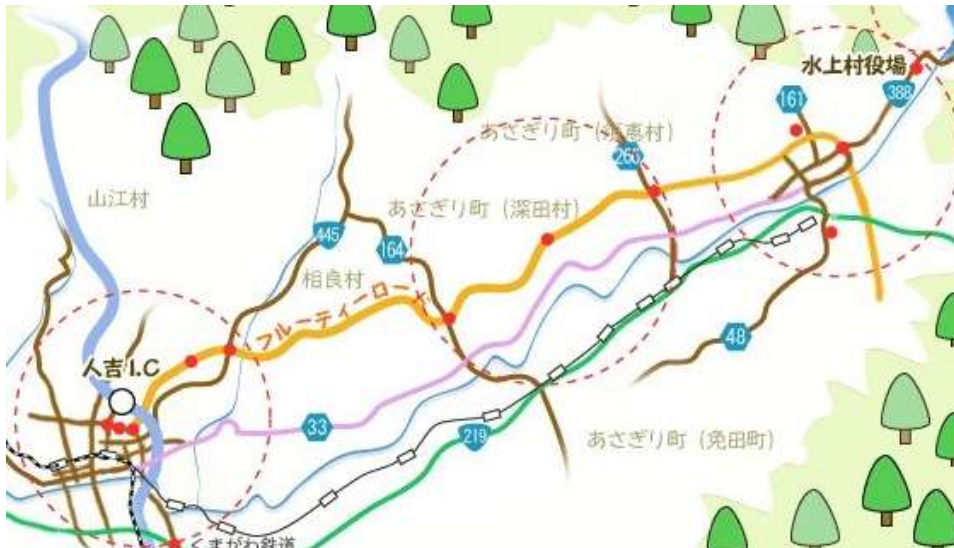 水上村役場
388
161
あさぎり町（須恵村）
266
山江村
あさぎり町（深田村）
445
164
相良村
フルーティーロード
48
人吉I.C
33
219
あさぎり町（免田町）
くまがわ鉄道